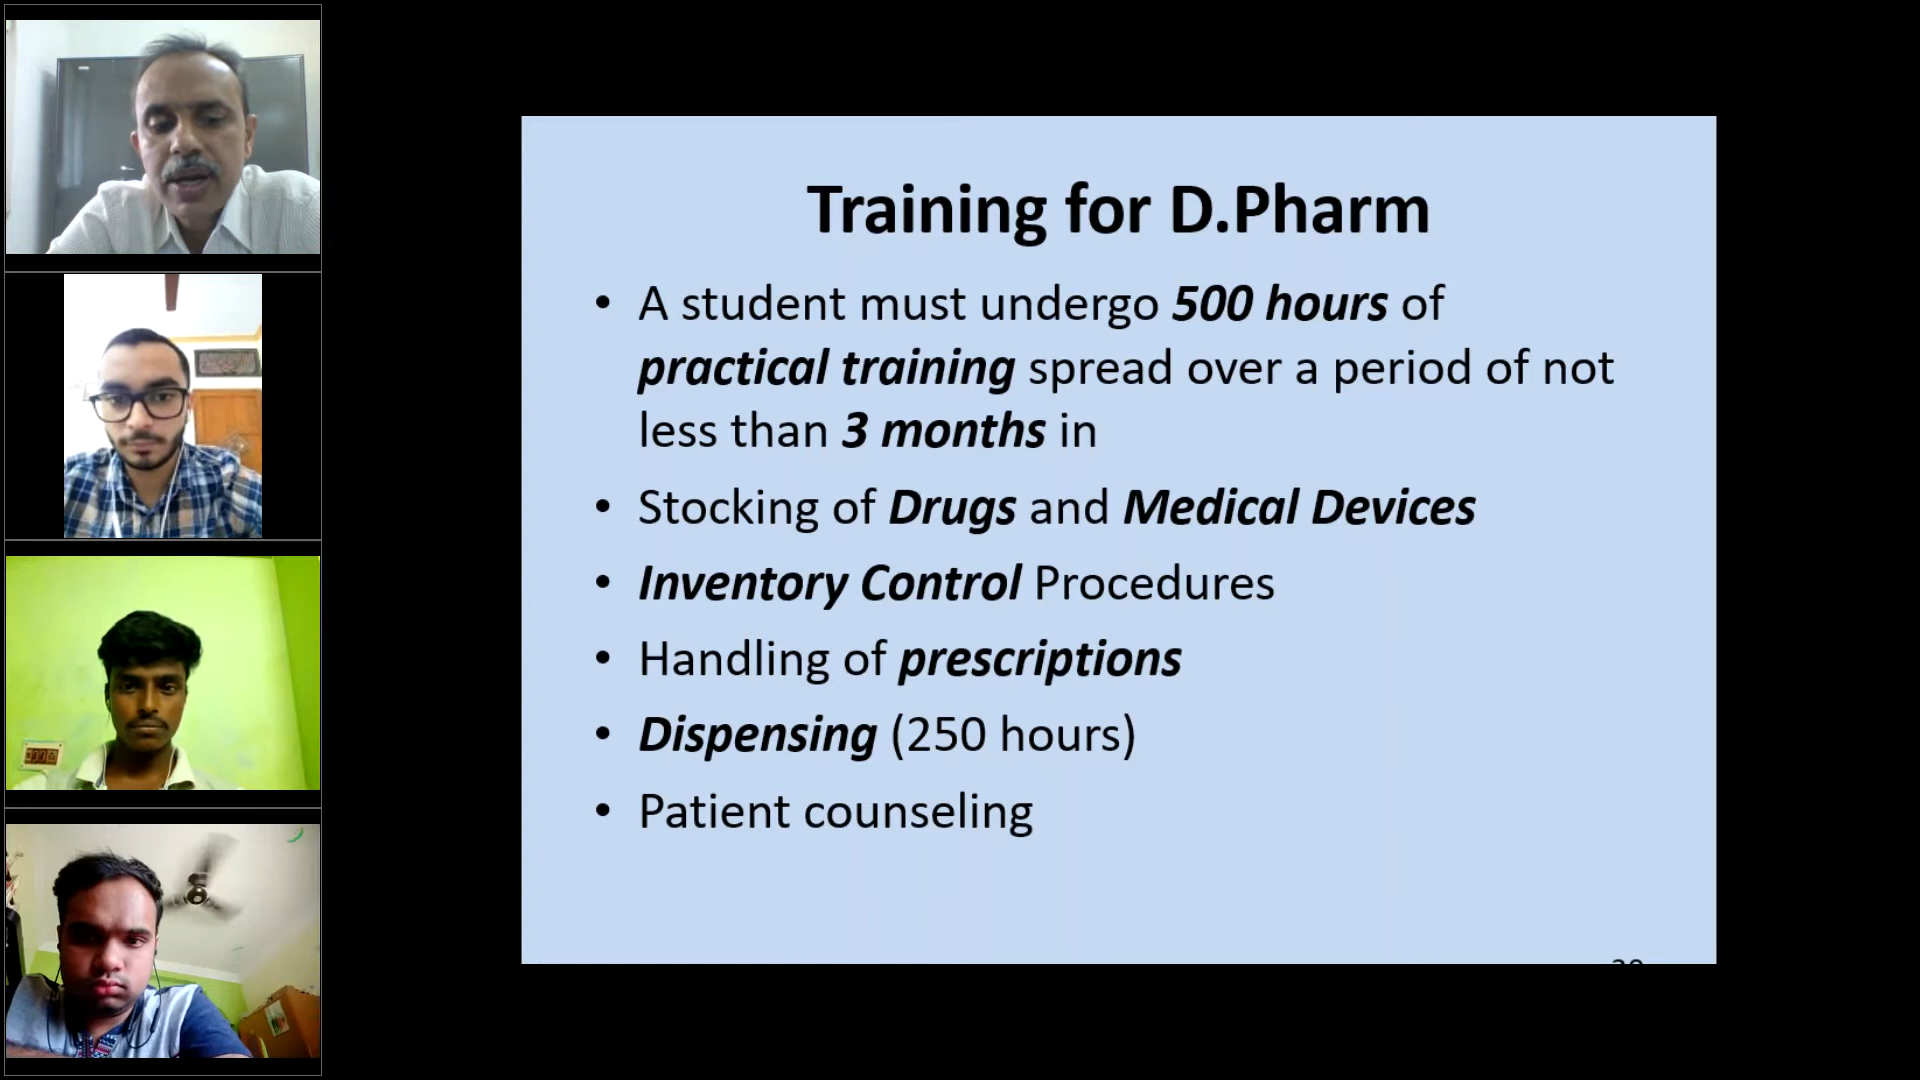 Training for D.Pharm
• A student must undergo 500 hours of
practical training spread over a period of not
less than 3 months in
• Stocking of Drugs and Medical Devices
• Inventory Control Procedures
• Handling of prescriptions
• Dispensing (250 hours)
• Patient counseling